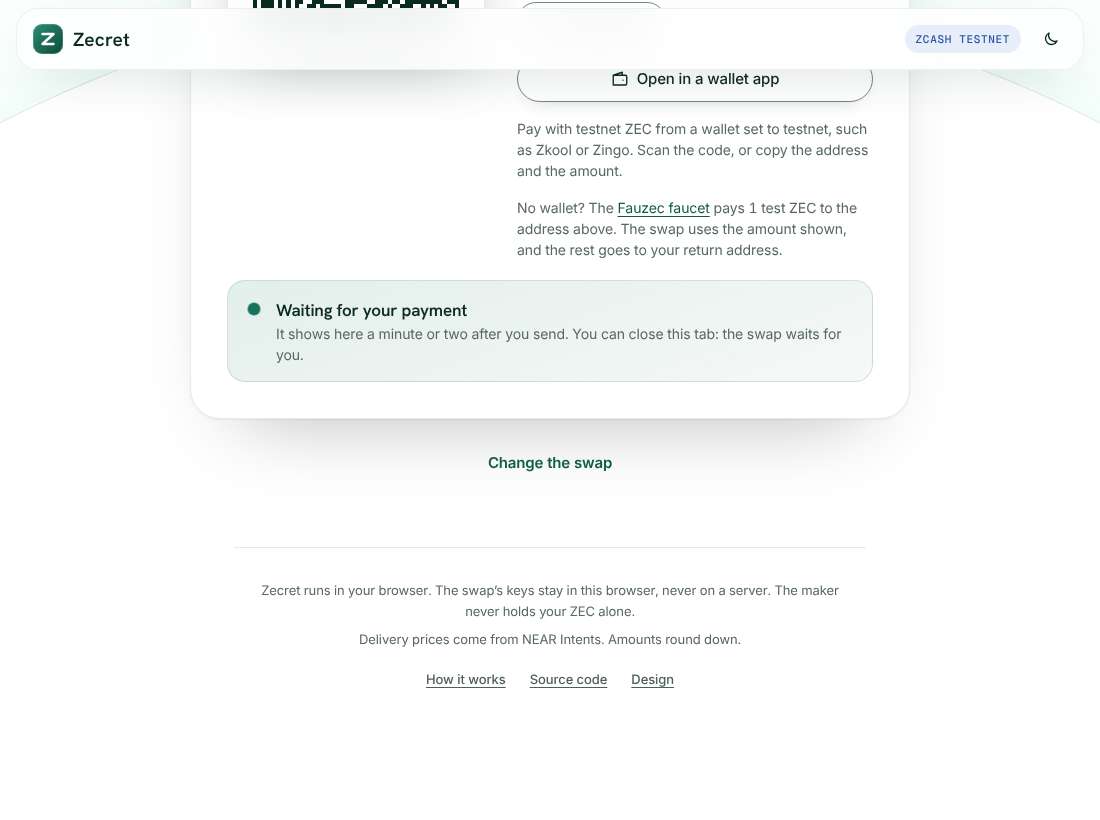 Zecret
ZCASH TESTNET
Open in a wallet app
Pay with testnet ZEC from a wallet set to testnet, such
as Zkool or Zingo. Scan the code, or copy the address
and the amount.
No wallet? The Fauzec faucet pays 1 test ZEC to the
address above. The swap uses the amount shown,
and the rest goes to your return address.
Waiting for your payment
It shows here a minute or two after you send. You can close this tab: the swap waits for
you.
Change the swap
Zecret runs in your browser. The swap’s keys stay in this browser, never on a server. The maker
never holds your ZEC alone.
Delivery prices come from NEAR Intents. Amounts round down.
How it works Source code Design